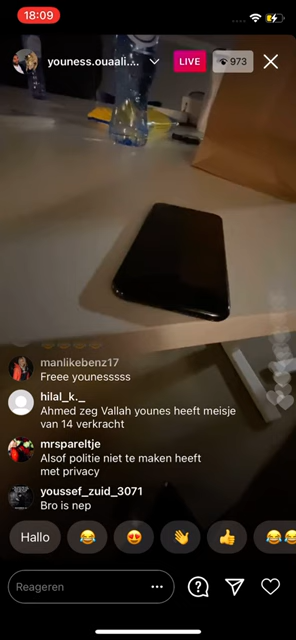 18:09
youness.ouaali...
LIVE
973
manlikebenz17
Freee younesssss
hilal_k._
Ahmed zeg Vallah younes heeft meisje
van 14 verkracht
mrspareltje
Alsof politie niet te maken heeft
met privacy
youssef_zuid_3071
Bro is nep
Hallo
Reageren